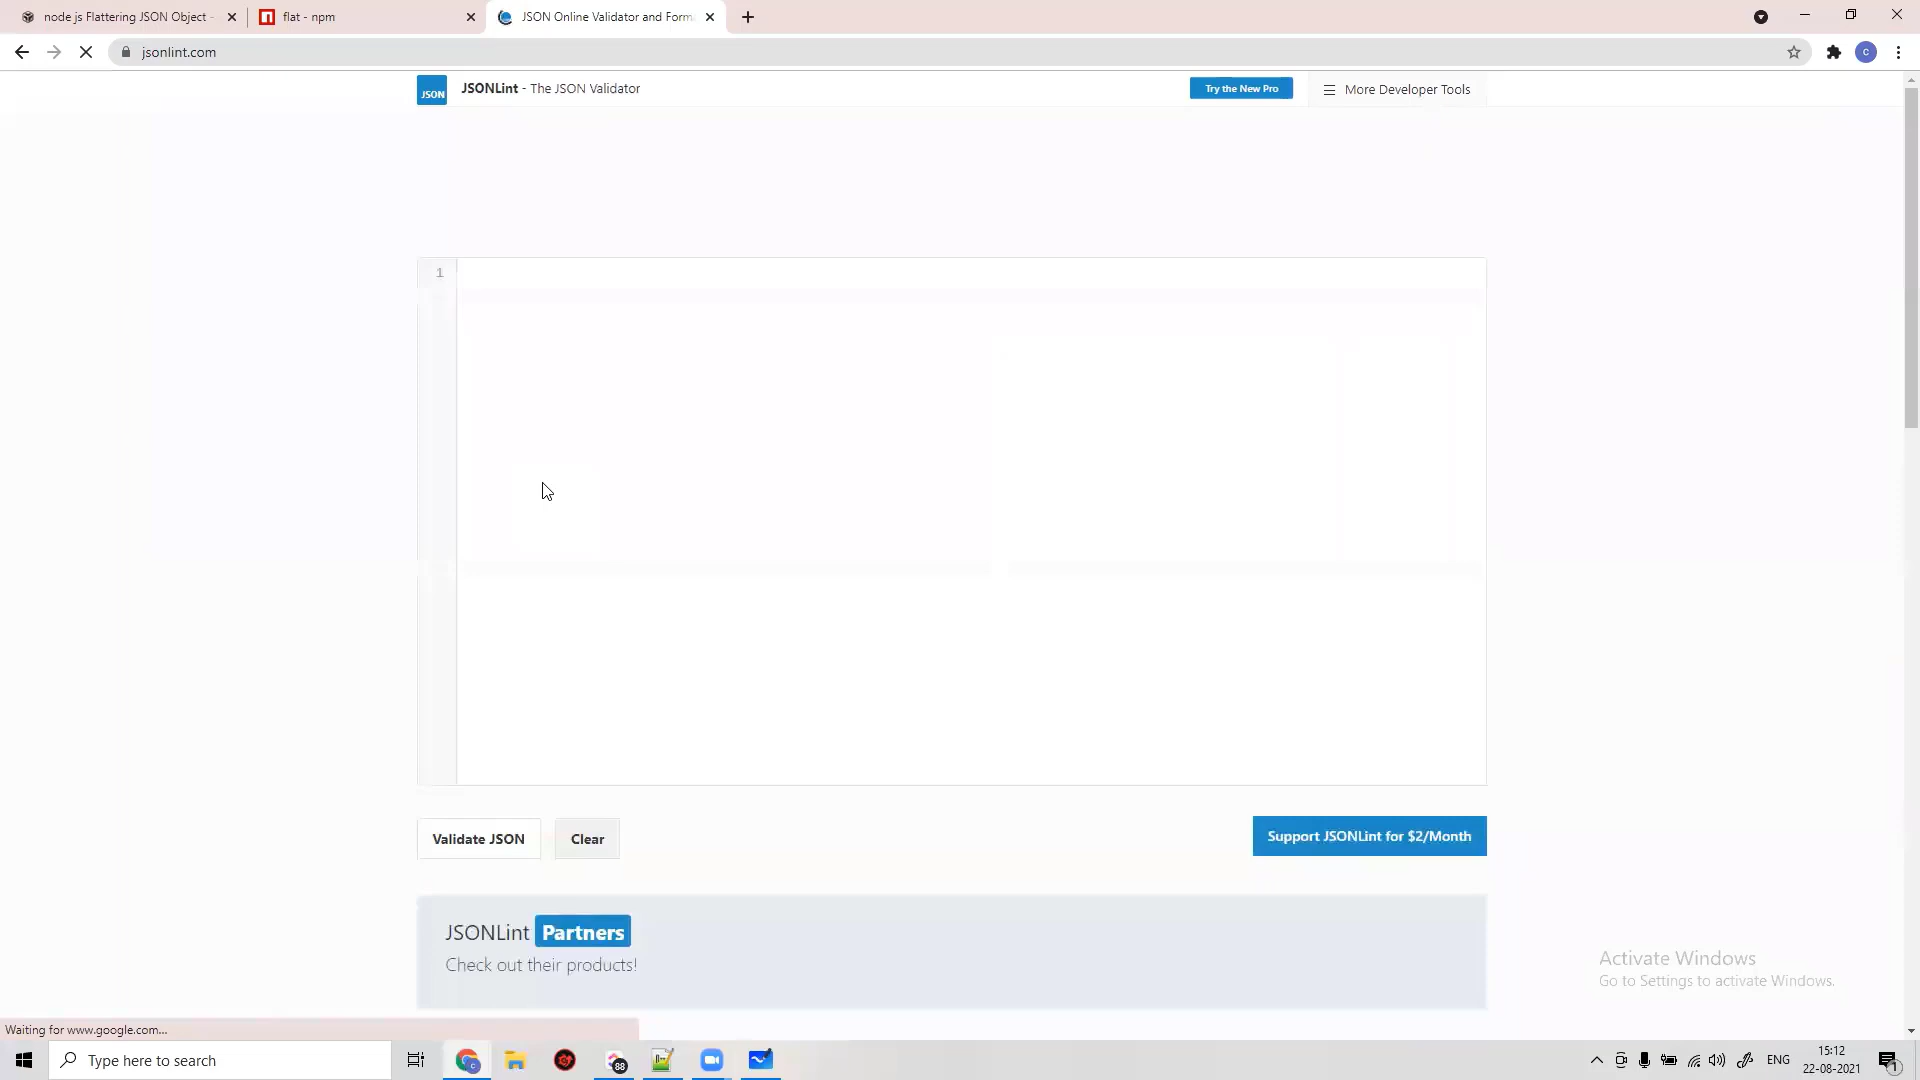 node js Flattering JSON Object -
flat - npm
JSON Online Validator and Form
jsonlint.com
C
JSON
JSONLint - The JSON Validator
Try the New Pro
More Developer Tools
1
Validate JSON
Clear
Support JSONLint for $2/Month
JSONLint Partners
Check out their products!
Activate Windows
Go to Settings to activate Windows.
Waiting for www.google.com...
Type here to search
88
ENG
15:12
22-08-2021
1